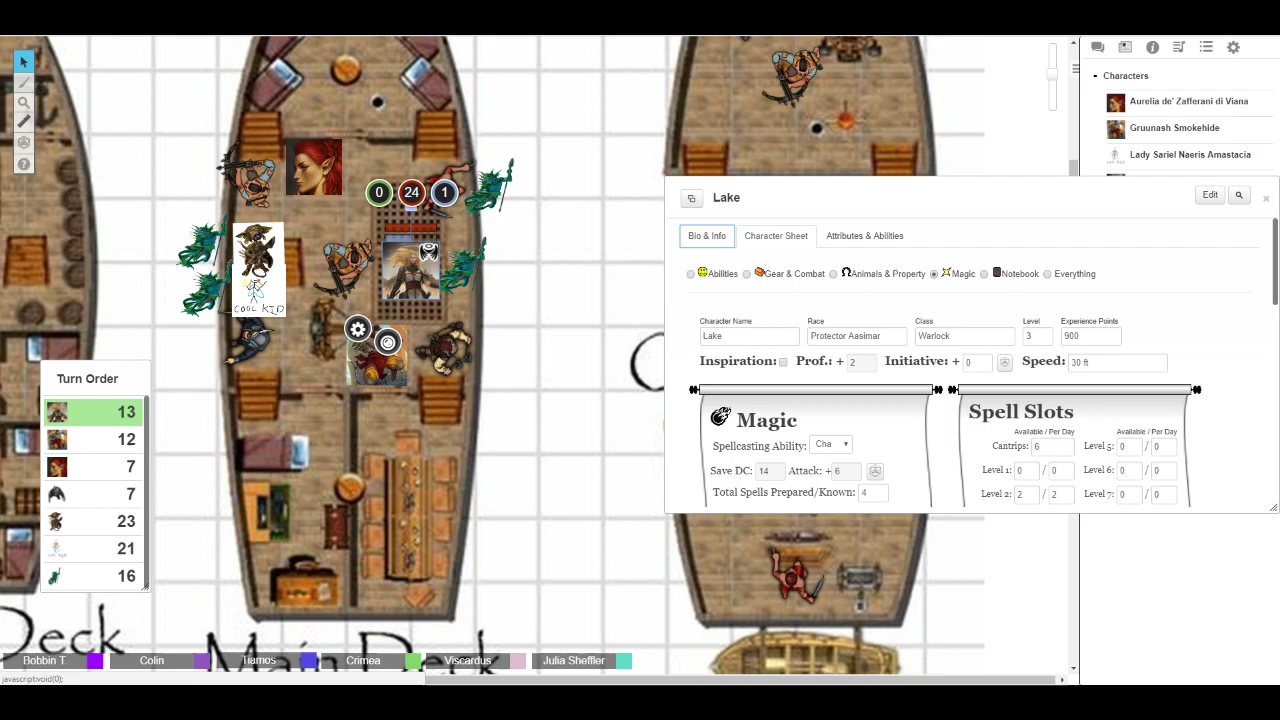 Characters
Aurelia de' Zafferani di Viana
Gruunash Smokehide
Lady Sariel Naeris Amastacia
0 24 1
COOL KID
Lake
Edit
Bio & Info Character Sheet Attributes & Abilities
Abilities Gear & Combat Animals & Property Magic Notebook Everything
Character Name Race Class Level Experience Points
Lake Protector Aasimar Warlock 3 900
Inspiration: Prof.: + 2 Initiative: + 0 Speed: 30 ft
Magic
Spellcasting Ability: Cha
Save DC: 14 Attack: + 6
Total Spells Prepared/Known: 4
Spell Slots
Available / Per Day Available / Per Day
Cantrips: 6 Level 5: 0 / 0
Level 1: 0 / 0 Level 6: 0 / 0
Level 2: 2 / 2 Level 7: 0 / 0
Turn Order
13
12
7
7
23
21
16
Deck
Main Deck
Bobbin T. Colin Tiamos Crimea Viscardus Julia Sheffler
javascript:void(0);